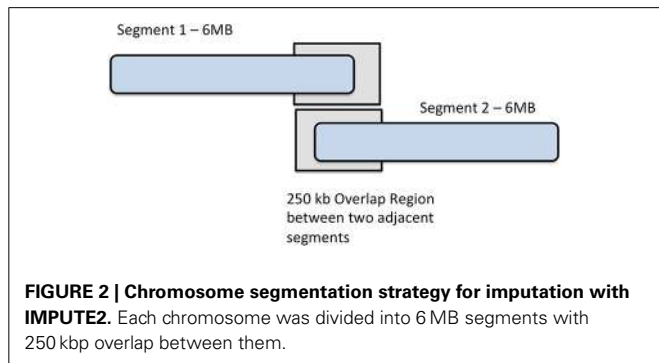 Segment 1 – 6MB
Segment 2 – 6MB
250 kb Overlap Region
between two adjacent
segments
FIGURE 2 | Chromosome segmentation strategy for imputation with
IMPUTE2. Each chromosome was divided into 6 MB segments with
250 kbp overlap between them.